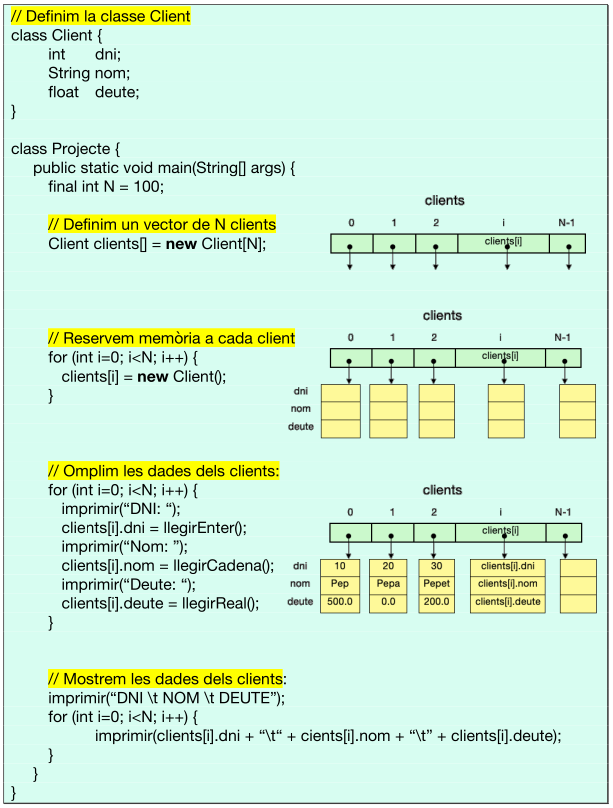 // Definim la classe Client
class Client {
int dni;
String nom;
float deute;
}
class Projecte {
public static void main(String[] args) {
final int N = 100;
// Definim un vector de N clients
Client clients[] = new Client[N];
clients
0 1 2 i N-1
clients[i]
// Reservem memòria a cada client
for (int i=0; i<N; i++) {
clients[i] = new Client();
}
clients
0 1 2 i N-1
clients[i]
dni
nom
deute
// Omplim les dades dels clients:
for (int i=0; i<N; i++) {
imprimir(“DNI: “);
clients[i].dni = llegirEnter();
imprimir(“Nom: ”);
clients[i].nom = llegirCadena();
imprimir(“Deute: “);
clients[i].deute = llegirReal();
}
clients
0 1 2 i N-1
clients[i]
dni 10 20 30 clients[i].dni
nom Pep Pepa Pepet clients[i].nom
deute 500.0 0.0 200.0 clients[i].deute
// Mostrem les dades dels clients:
imprimir(“DNI \t NOM \t DEUTE”);
for (int i=0; i<N; i++) {
imprimir(clients[i].dni + “\t“ + cients[i].nom + “\t” + clients[i].deute);
}
}
}